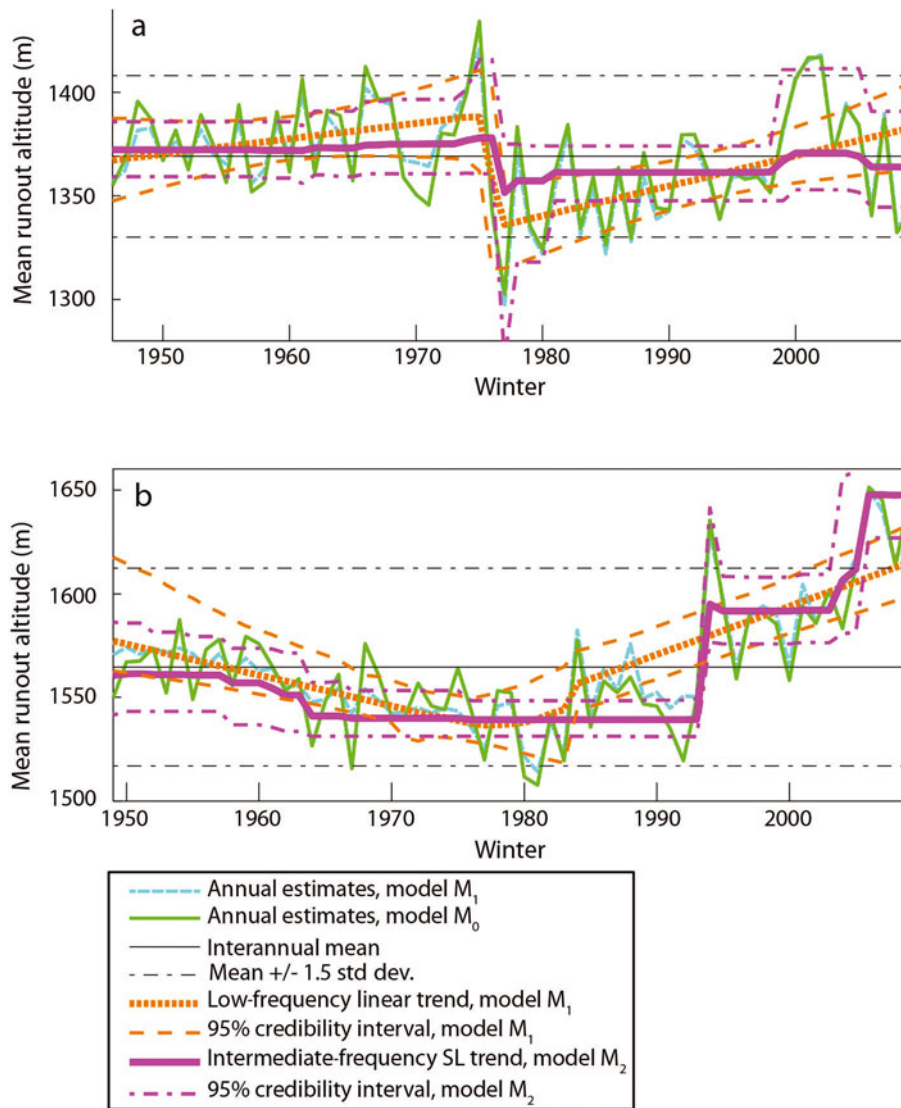 a
Mean runout altitude (m)
1400
1350
1300
1950 1960 1970 1980 1990 2000
Winter
b
Mean runout altitude (m)
1650
1600
1550
1500
1950 1960 1970 1980 1990 2000
Winter
Annual estimates, model M₁
Annual estimates, model M₀
Interannual mean
Mean +/- 1.5 std dev.
Low-frequency linear trend, model M₁
95% credibility interval, model M₁
Intermediate-frequency SL trend, model M₂
95% credibility interval, model M₂